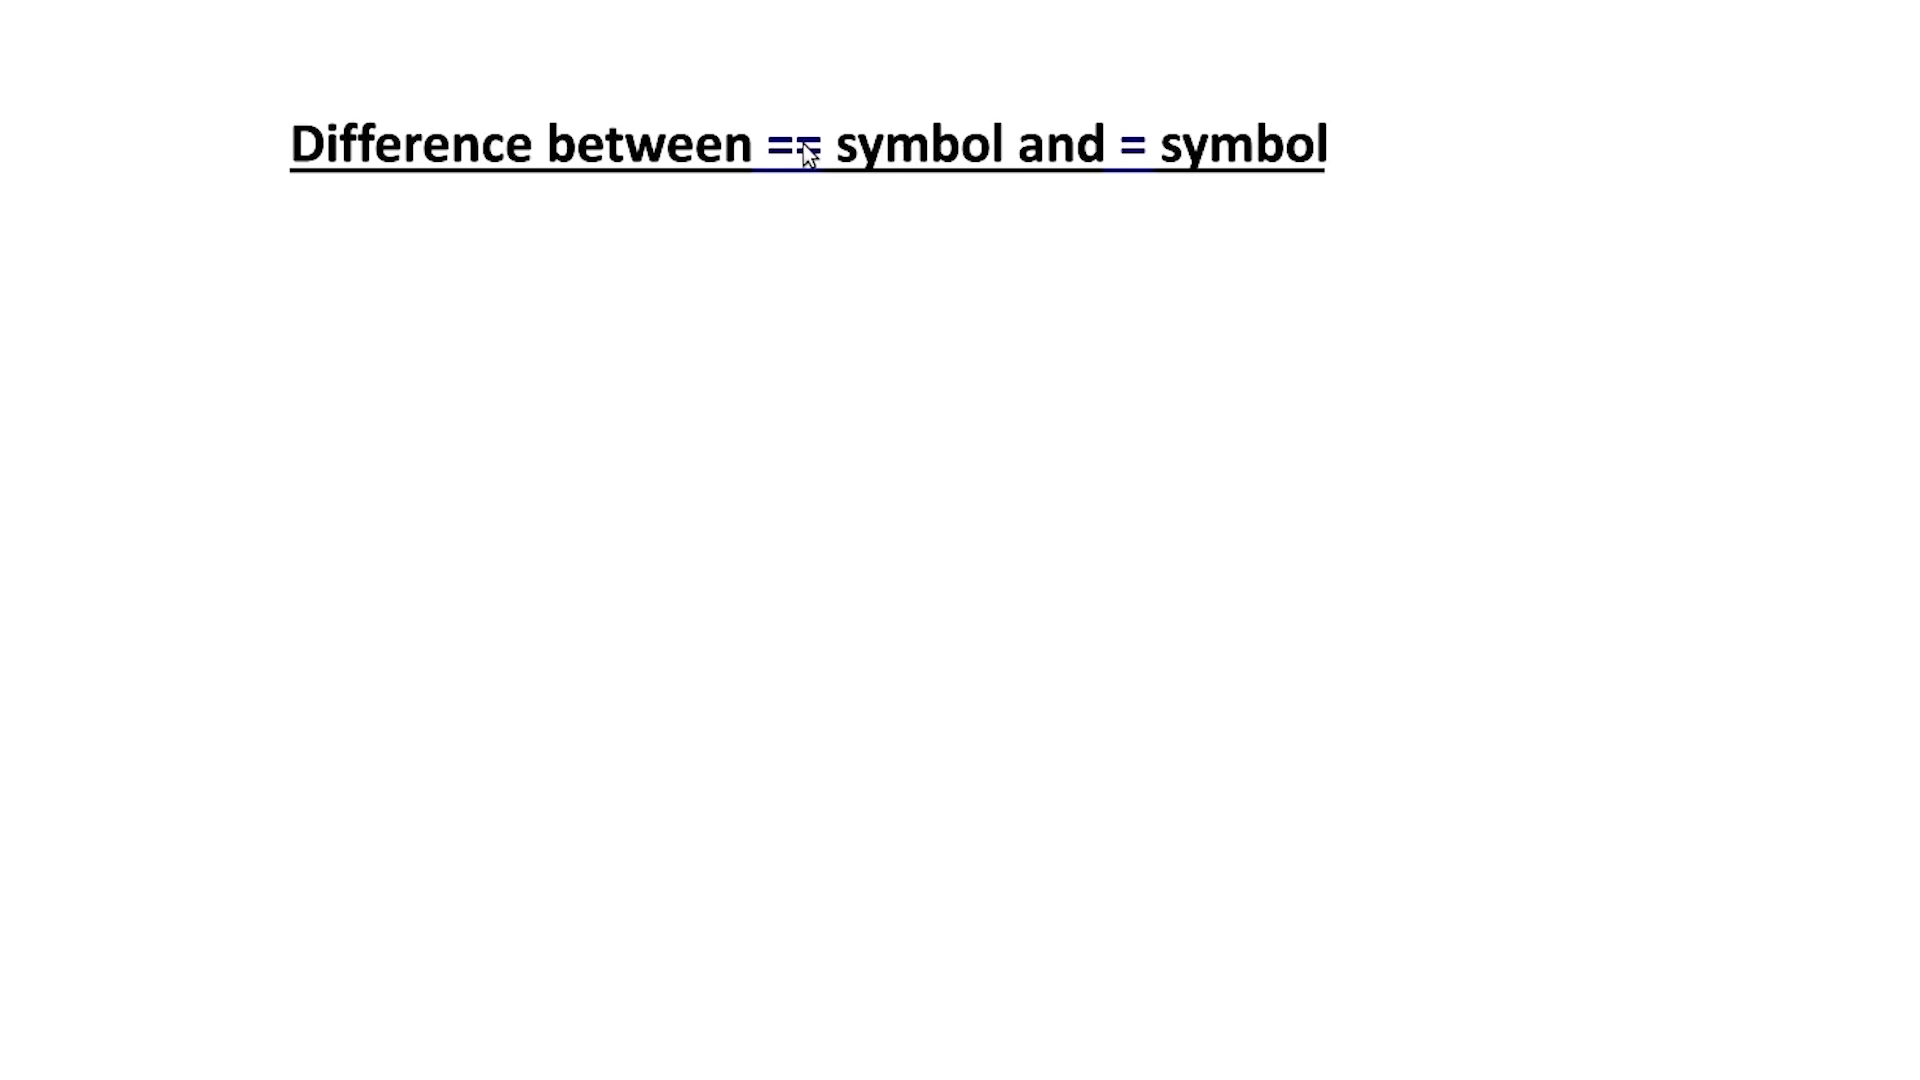 Difference between == symbol and = symbol